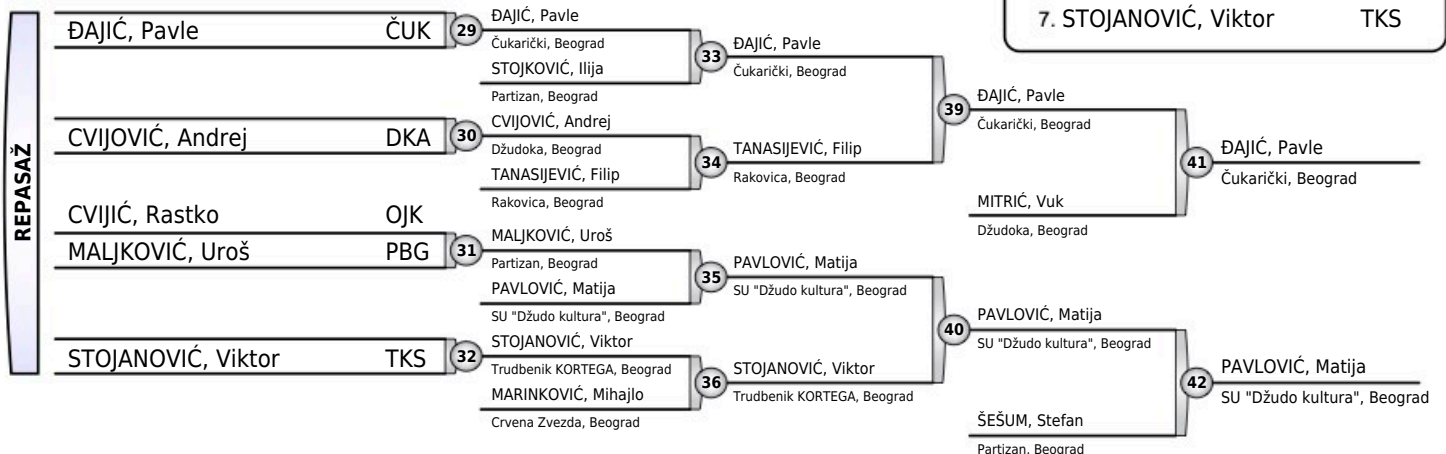 7. STOJANOVIĆ, Viktor TKS
REPASAŽ
ĐAJIĆ, Pavle ČUK
CVIJOVIĆ, Andrej DKA
CVIJIĆ, Rastko OJK
MALJKOVIĆ, Uroš PBG
STOJANOVIĆ, Viktor TKS
29
ĐAJIĆ, Pavle
Čukarički, Beograd
STOJKOVIĆ, Ilija
Partizan, Beograd
30
CVIJOVIĆ, Andrej
Džudoka, Beograd
TANASIJEVIĆ, Filip
Rakovica, Beograd
31
MALJKOVIĆ, Uroš
Partizan, Beograd
PAVLOVIĆ, Matija
SU "Džudo kultura", Beograd
32
STOJANOVIĆ, Viktor
Trudbenik KORTEGA, Beograd
MARINKOVIĆ, Mihajlo
Crvena Zvezda, Beograd
33
ĐAJIĆ, Pavle
Čukarički, Beograd
34
TANASIJEVIĆ, Filip
Rakovica, Beograd
35
PAVLOVIĆ, Matija
SU "Džudo kultura", Beograd
36
STOJANOVIĆ, Viktor
Trudbenik KORTEGA, Beograd
39
ĐAJIĆ, Pavle
Čukarički, Beograd
MITRIĆ, Vuk
Džudoka, Beograd
40
PAVLOVIĆ, Matija
SU "Džudo kultura", Beograd
ŠEŠUM, Stefan
Partizan, Beograd
41
ĐAJIĆ, Pavle
Čukarički, Beograd
42
PAVLOVIĆ, Matija
SU "Džudo kultura", Beograd